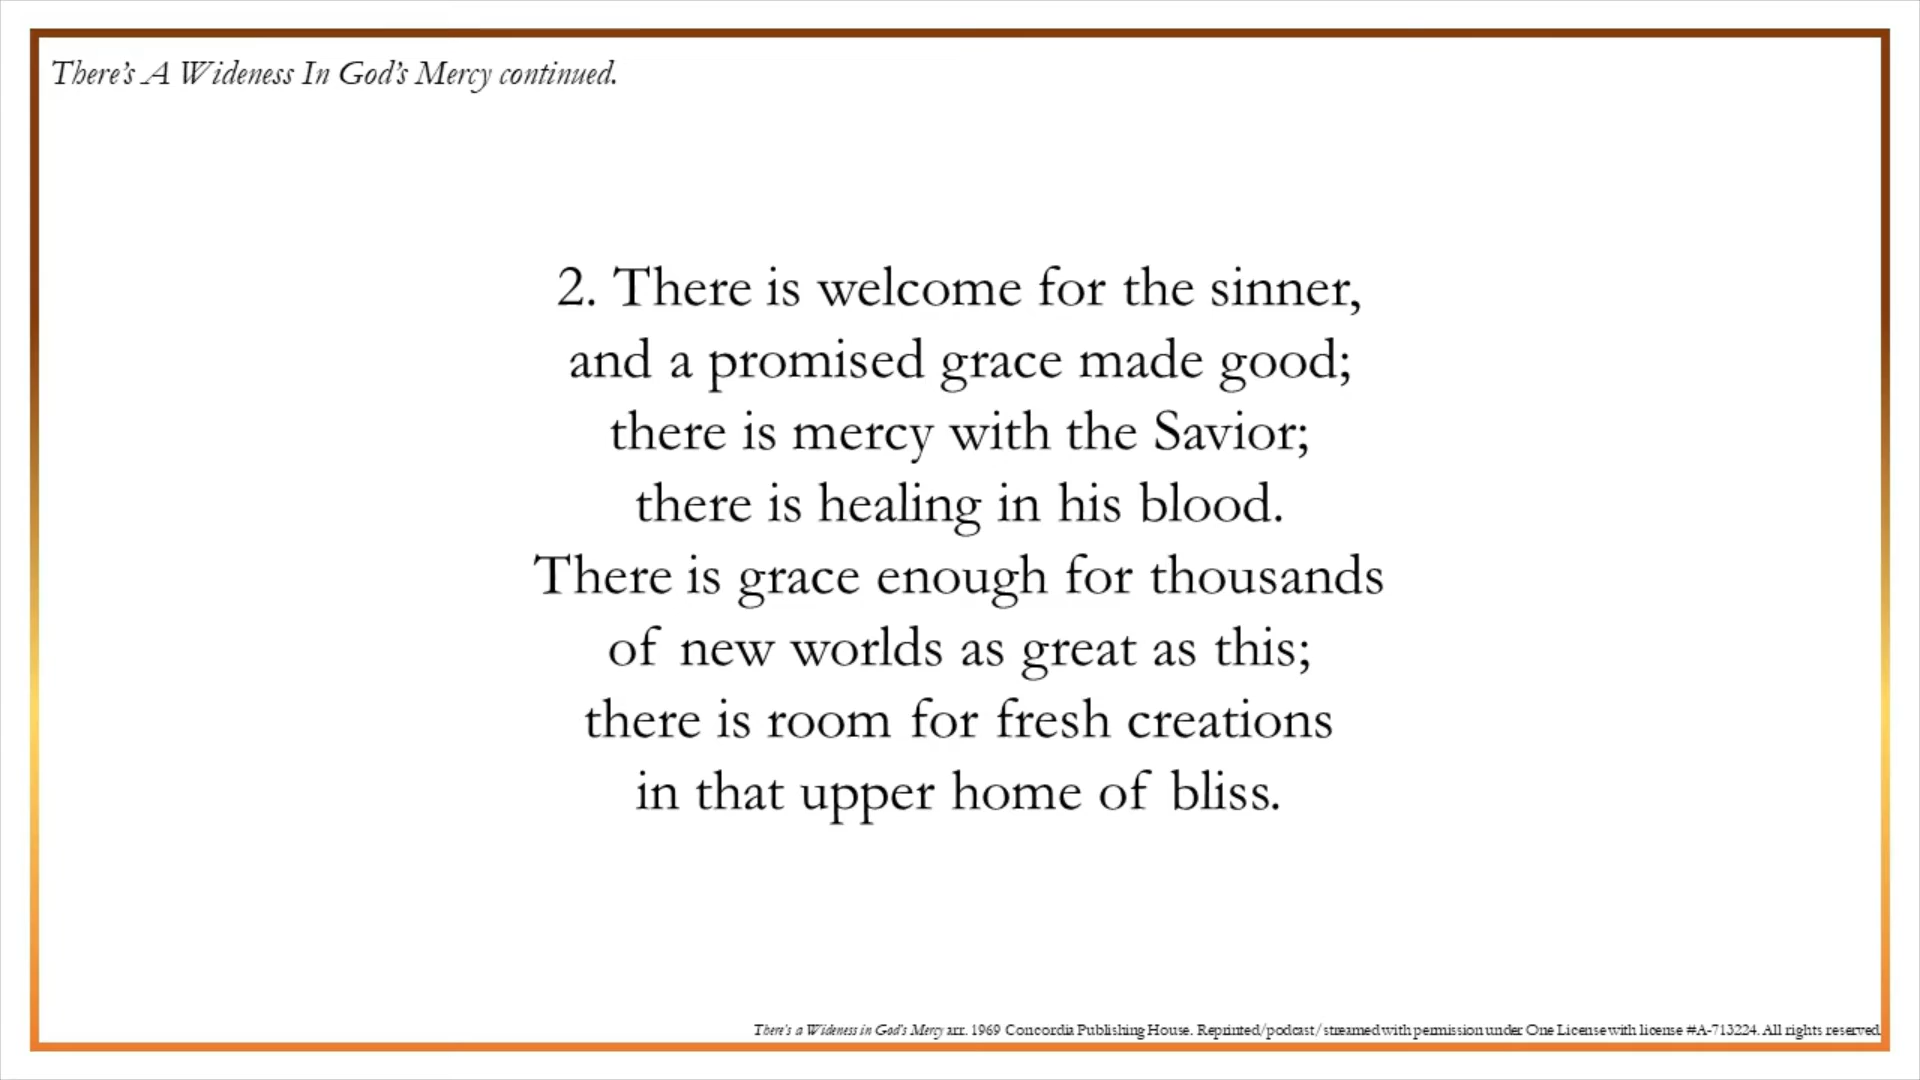 There's A Wideness In God's Mercy continued.
2. There is welcome for the sinner,
and a promised grace made good;
there is mercy with the Savior;
there is healing in his blood.
There is grace enough for thousands
of new worlds as great as this;
there is room for fresh creations
in that upper home of bliss.
There's a Wideness in God's Mercy arr. 1969 Concordia Publishing House. Reprinted/podcast/streamed with permission under One License with license #A-713224. All rights reserved.